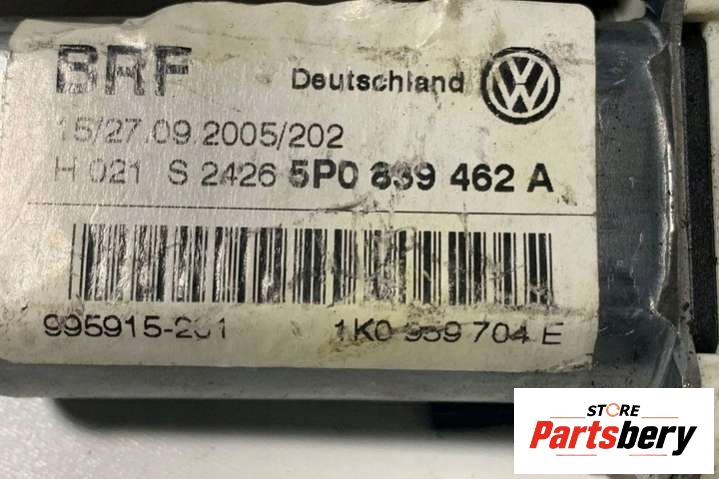 BRF Deutschland
15/27.09.2005/202
H 021 S 2426 5P0 839 462 A
995915-201 1K0 959 704 E
STORE
Partsbery